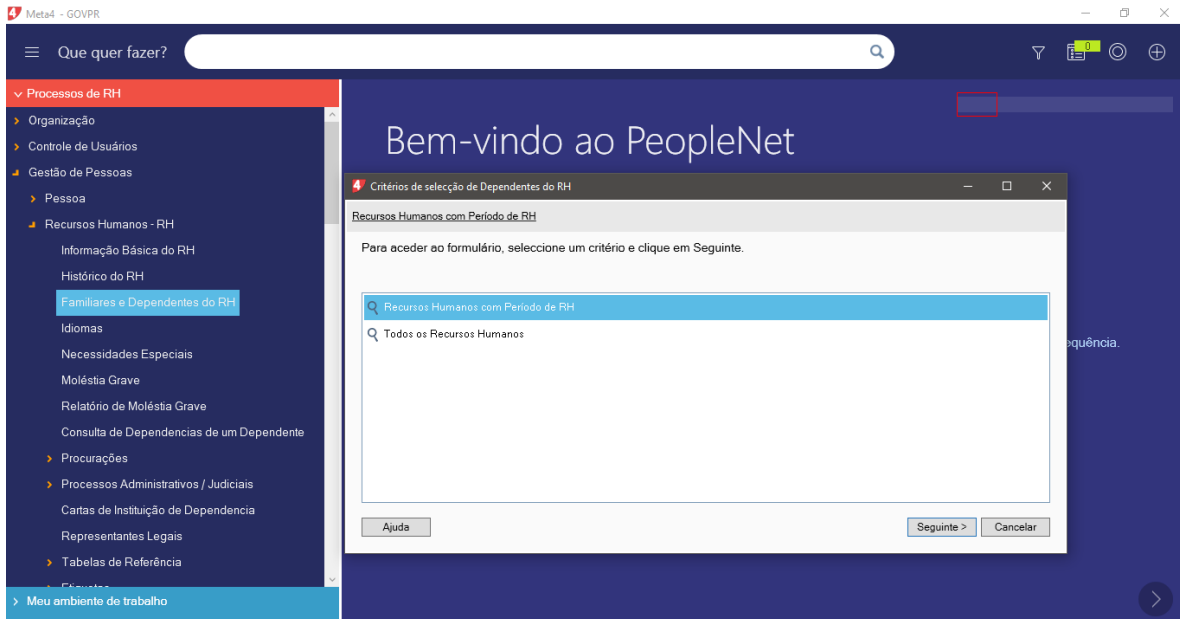 Meta4 - GOVPR
Que quer fazer?
0
Processos de RH
Organização
Controle de Usuários
Gestão de Pessoas
Pessoa
Recursos Humanos - RH
Informação Básica do RH
Histórico do RH
Familiares e Dependentes do RH
Idiomas
Necessidades Especiais
Moléstia Grave
Relatório de Moléstia Grave
Consulta de Dependencias de um Dependente
Procurações
Processos Administrativos / Judiciais
Cartas de Instituição de Dependencia
Representantes Legais
Tabelas de Referência
Meu ambiente de trabalho
Bem-vindo ao PeopleNet
Critérios de selecção de Dependentes do RH
Recursos Humanos com Período de RH
Para aceder ao formulário, seleccione um critério e clique em Seguinte.
Recursos Humanos com Período de RH
Todos os Recursos Humanos
Ajuda
Seguinte >
Cancelar
equência.